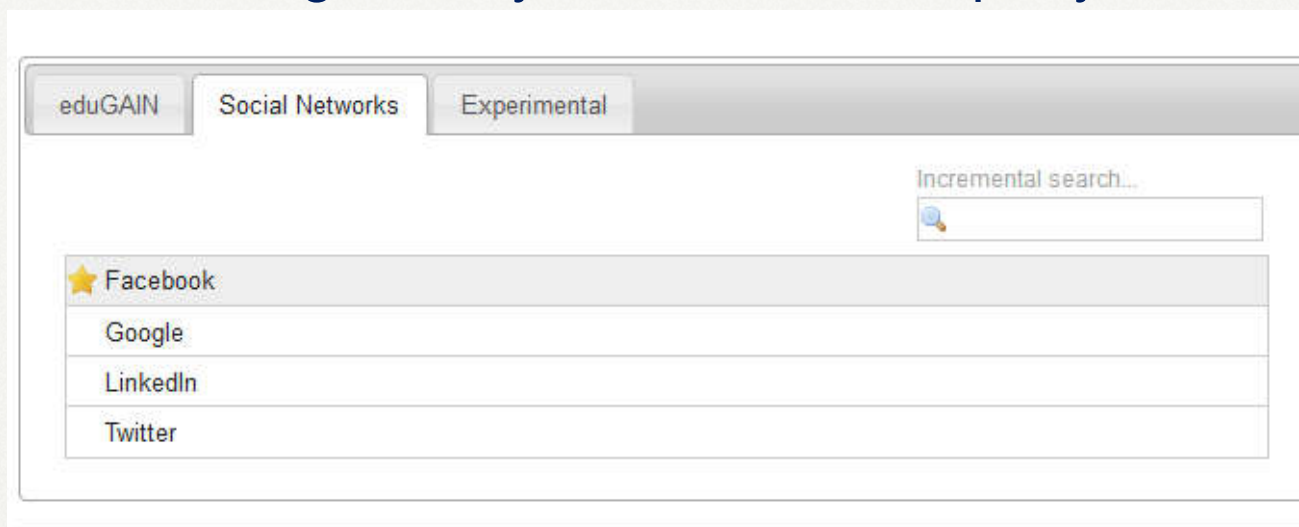 eduGAIN Social Networks Experimental
Incremental search...
Facebook
Google
LinkedIn
Twitter